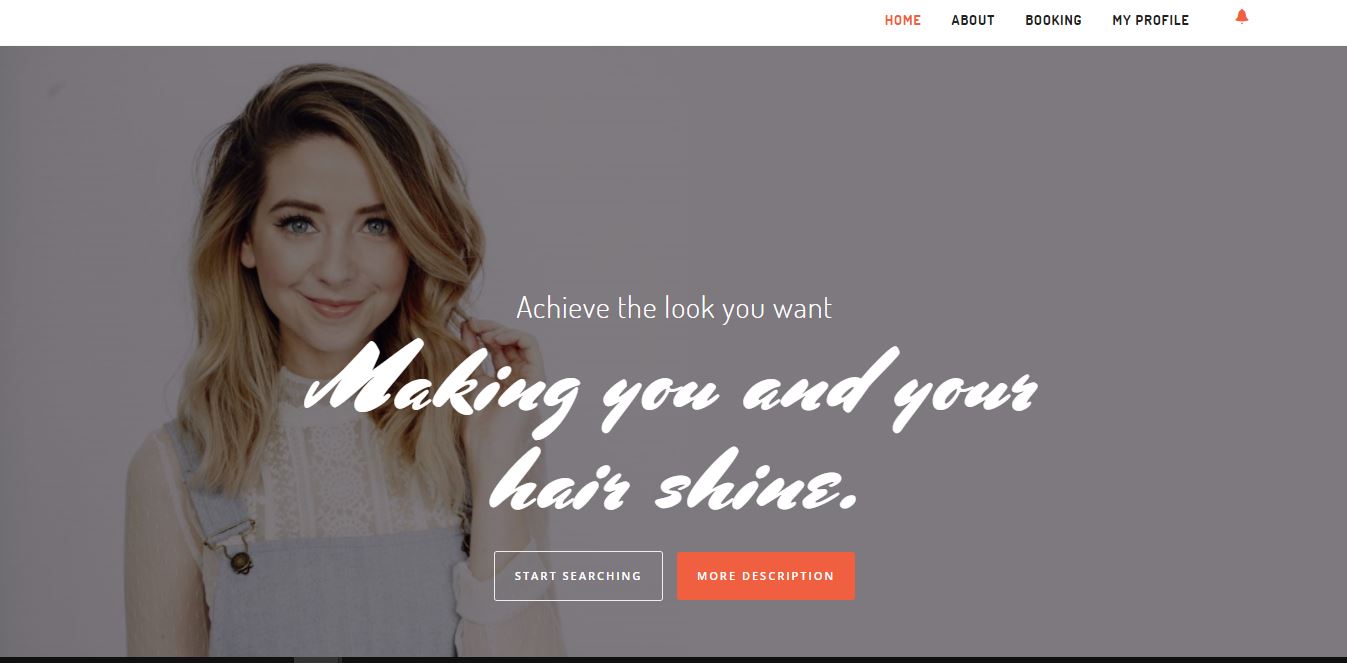 HOME ABOUT BOOKING MY PROFILE
Achieve the look you want
Making you and your
hair shine.
START SEARCHING MORE DESCRIPTION